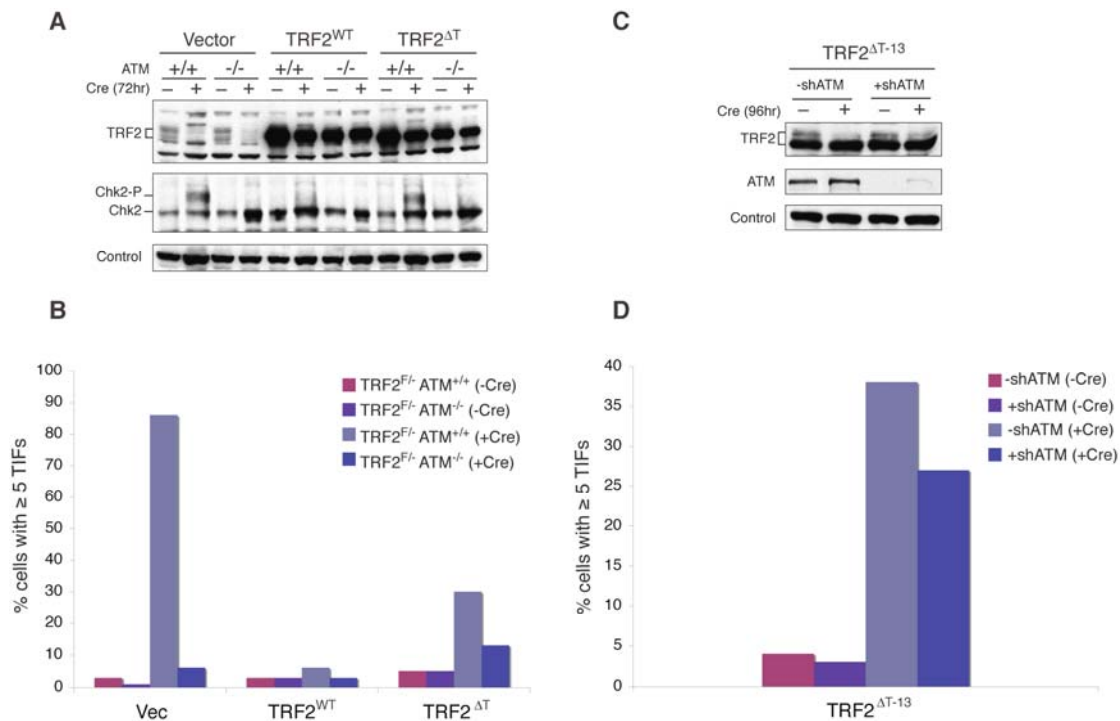 A
Vector TRF2WT TRF2ΔT
ATM +/+ -/- +/+ -/- +/+ -/-
Cre (72hr) – + – + – + – + – + – +
TRF2
Chk2-P
Chk2
Control
C
TRF2ΔT-13
-shATM +shATM
Cre (96hr) – + – +
TRF2
ATM
Control
B
% cells with ≥ 5 TIFs
100
90
80
70
60
50
40
30
20
10
0
TRF2F/- ATM+/+ (-Cre)
TRF2F/- ATM-/- (-Cre)
TRF2F/- ATM+/+ (+Cre)
TRF2F/- ATM-/- (+Cre)
Vec TRF2WT TRF2ΔT
D
% cells with ≥ 5 TIFs
40
35
30
25
20
15
10
5
0
-shATM (-Cre)
+shATM (-Cre)
-shATM (+Cre)
+shATM (+Cre)
TRF2ΔT-13